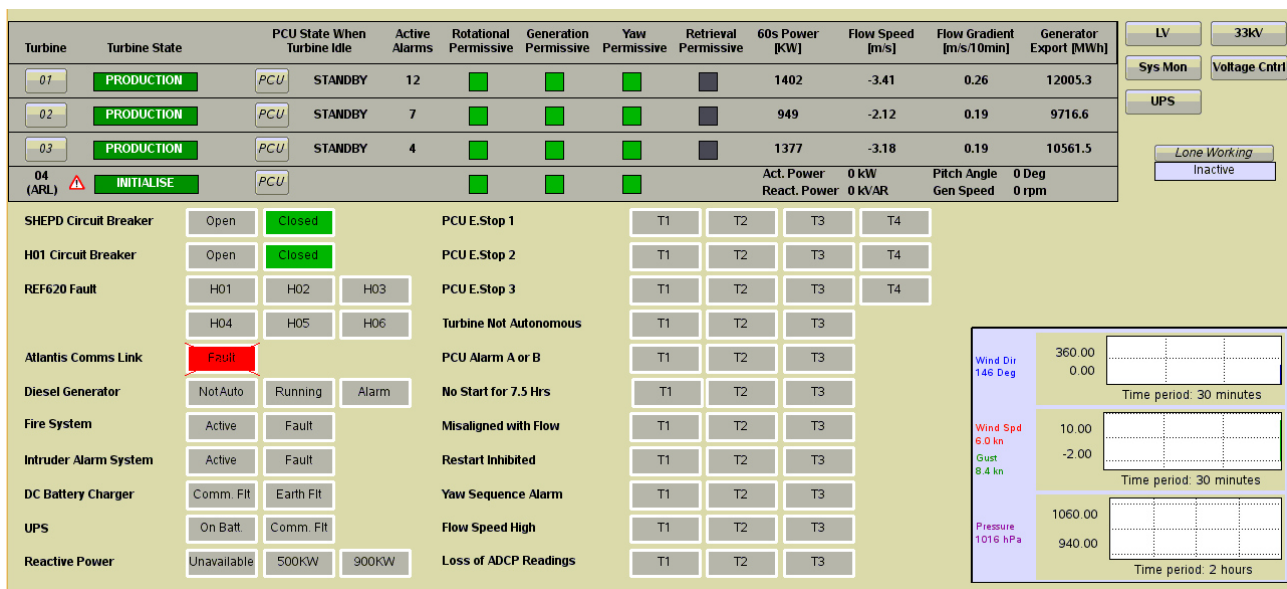 Turbine Turbine State PCU State When Turbine Idle Active Alarms Rotational Permissive Generation Permissive Yaw Permissive Retrieval Permissive 60s Power [KW] Flow Speed [m/s] Flow Gradient [m/s/10min] Generator Export [MWh]
01 PRODUCTION PCU STANDBY 12 1402 -3.41 0.26 12005.3
02 PRODUCTION PCU STANDBY 7 949 -2.12 0.19 9716.6
03 PRODUCTION PCU STANDBY 4 1377 -3.18 0.19 10561.5
04 (ARL) INITIALISE PCU Act. Power 0 kW Pitch Angle 0 Deg
React. Power 0 kVAR Gen Speed 0 rpm
LV 33kV
Sys Mon Voltage Cntrl
UPS
Lone Working
Inactive
SHEPD Circuit Breaker Open Closed
H01 Circuit Breaker Open Closed
REF620 Fault H01 H02 H03
H04 H05 H06
Atlantis Comms Link Fault
Diesel Generator NotAuto Running Alarm
Fire System Active Fault
Intruder Alarm System Active Fault
DC Battery Charger Comm. Flt Earth Flt
UPS On Batt. Comm. Flt
Reactive Power Unavailable 500KW 900KW
PCU E.Stop 1 T1 T2 T3 T4
PCU E.Stop 2 T1 T2 T3 T4
PCU E.Stop 3 T1 T2 T3 T4
Turbine Not Autonomous T1 T2 T3
PCU Alarm A or B T1 T2 T3
No Start for 7.5 Hrs T1 T2 T3
Misaligned with Flow T1 T2 T3
Restart Inhibited T1 T2 T3
Yaw Sequence Alarm T1 T2 T3
Flow Speed High T1 T2 T3
Loss of ADCP Readings T1 T2 T3
Wind Dir 360.00
146 Deg 0.00
Time period: 30 minutes
Wind Spd 10.00
6.0 kn
Gust -2.00
8.4 kn
Time period: 30 minutes
Pressure 1060.00
1016 hPa 940.00
Time period: 2 hours